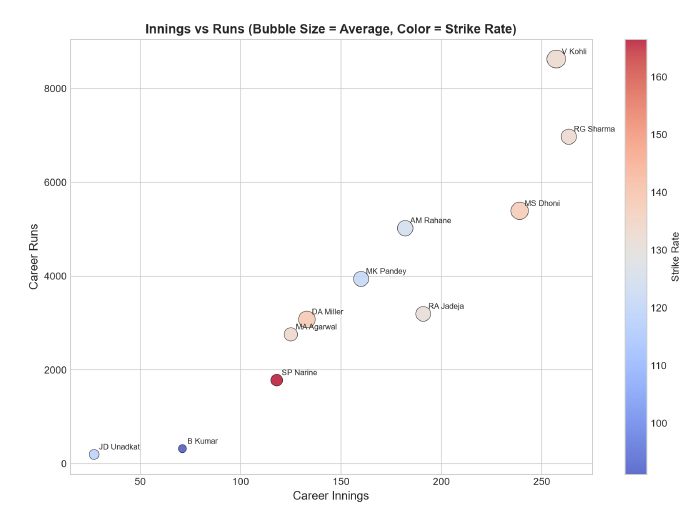 Innings vs Runs (Bubble Size = Average, Color = Strike Rate)
V Kohli
RG Sharma
MS Dhoni
AM Rahane
MK Pandey
RA Jadeja
DA Miller
MA Agarwal
SP Narine
B Kumar
JD Unadkat
8000
6000
4000
2000
0
Career Runs
50
100
150
200
250
Career Innings
160
150
140
130
120
110
100
Strike Rate